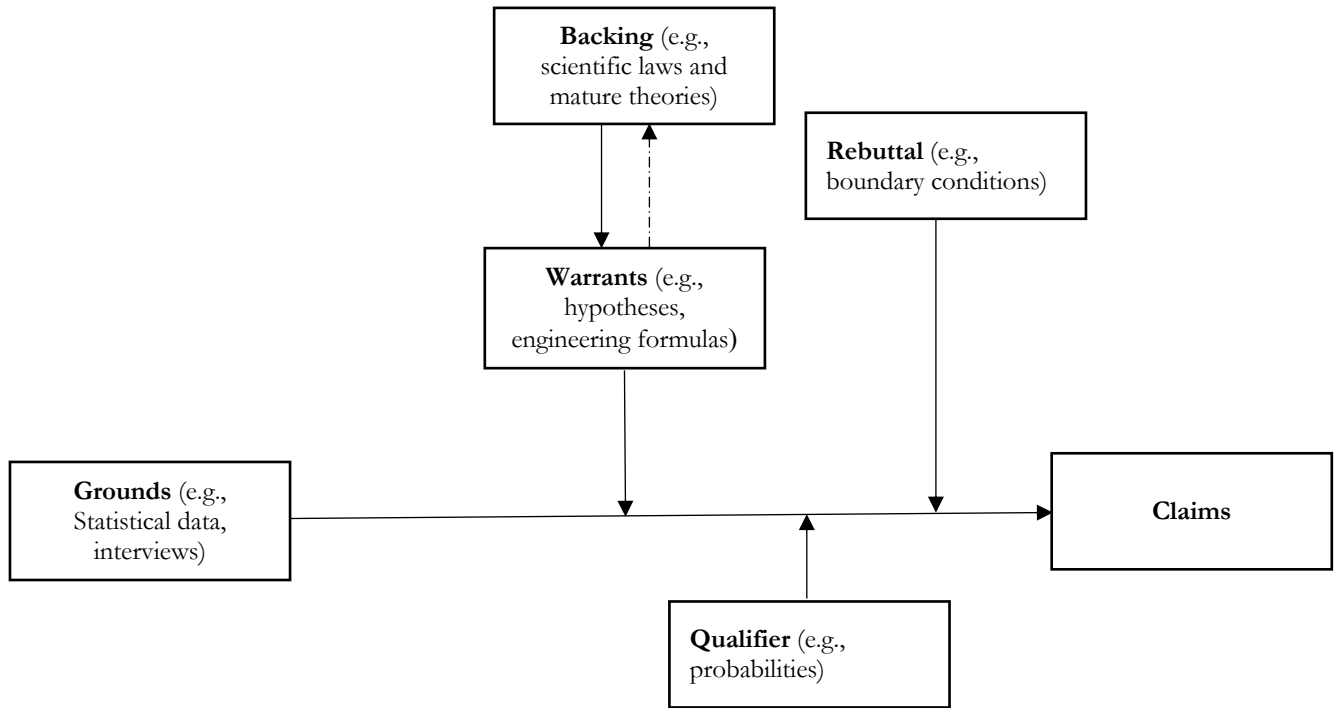 Backing (e.g.,
scientific laws and
mature theories)
Rebuttal (e.g.,
boundary conditions)
Warrants (e.g.,
hypotheses,
engineering formulas)
Grounds (e.g.,
Statistical data,
interviews)
Claims
Qualifier (e.g.,
probabilities)